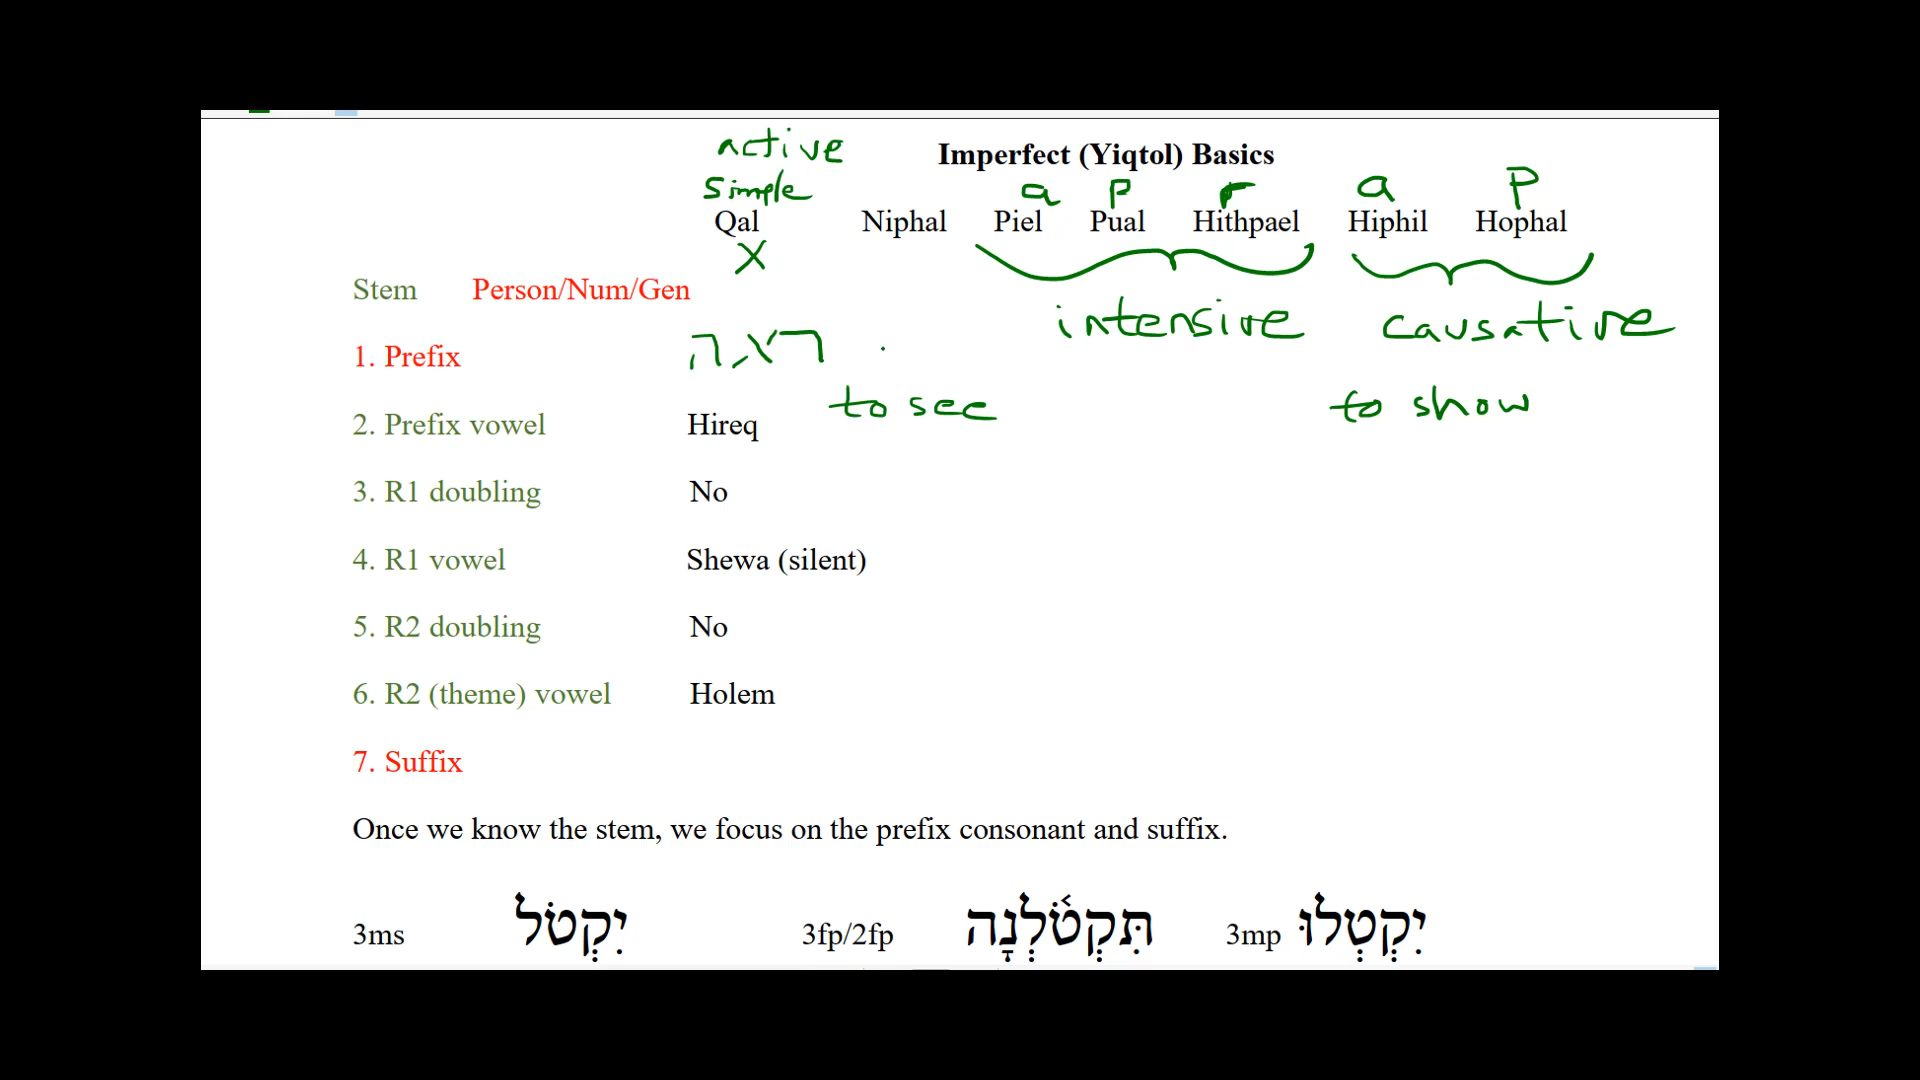 active
Imperfect (Yiqtol) Basics
simple a p r a p
Qal Niphal Piel Pual Hithpael Hiphil Hophal
X
Stem Person/Num/Gen
intensive causative
1. Prefix ראה
to see to show
2. Prefix vowel Hireq
3. R1 doubling No
4. R1 vowel Shewa (silent)
5. R2 doubling No
6. R2 (theme) vowel Holem
7. Suffix
Once we know the stem, we focus on the prefix consonant and suffix.
3ms יִקְטֹל 3fp/2fp תִּקְטֹ֫לְנָה 3mp יִקְטְלוּ